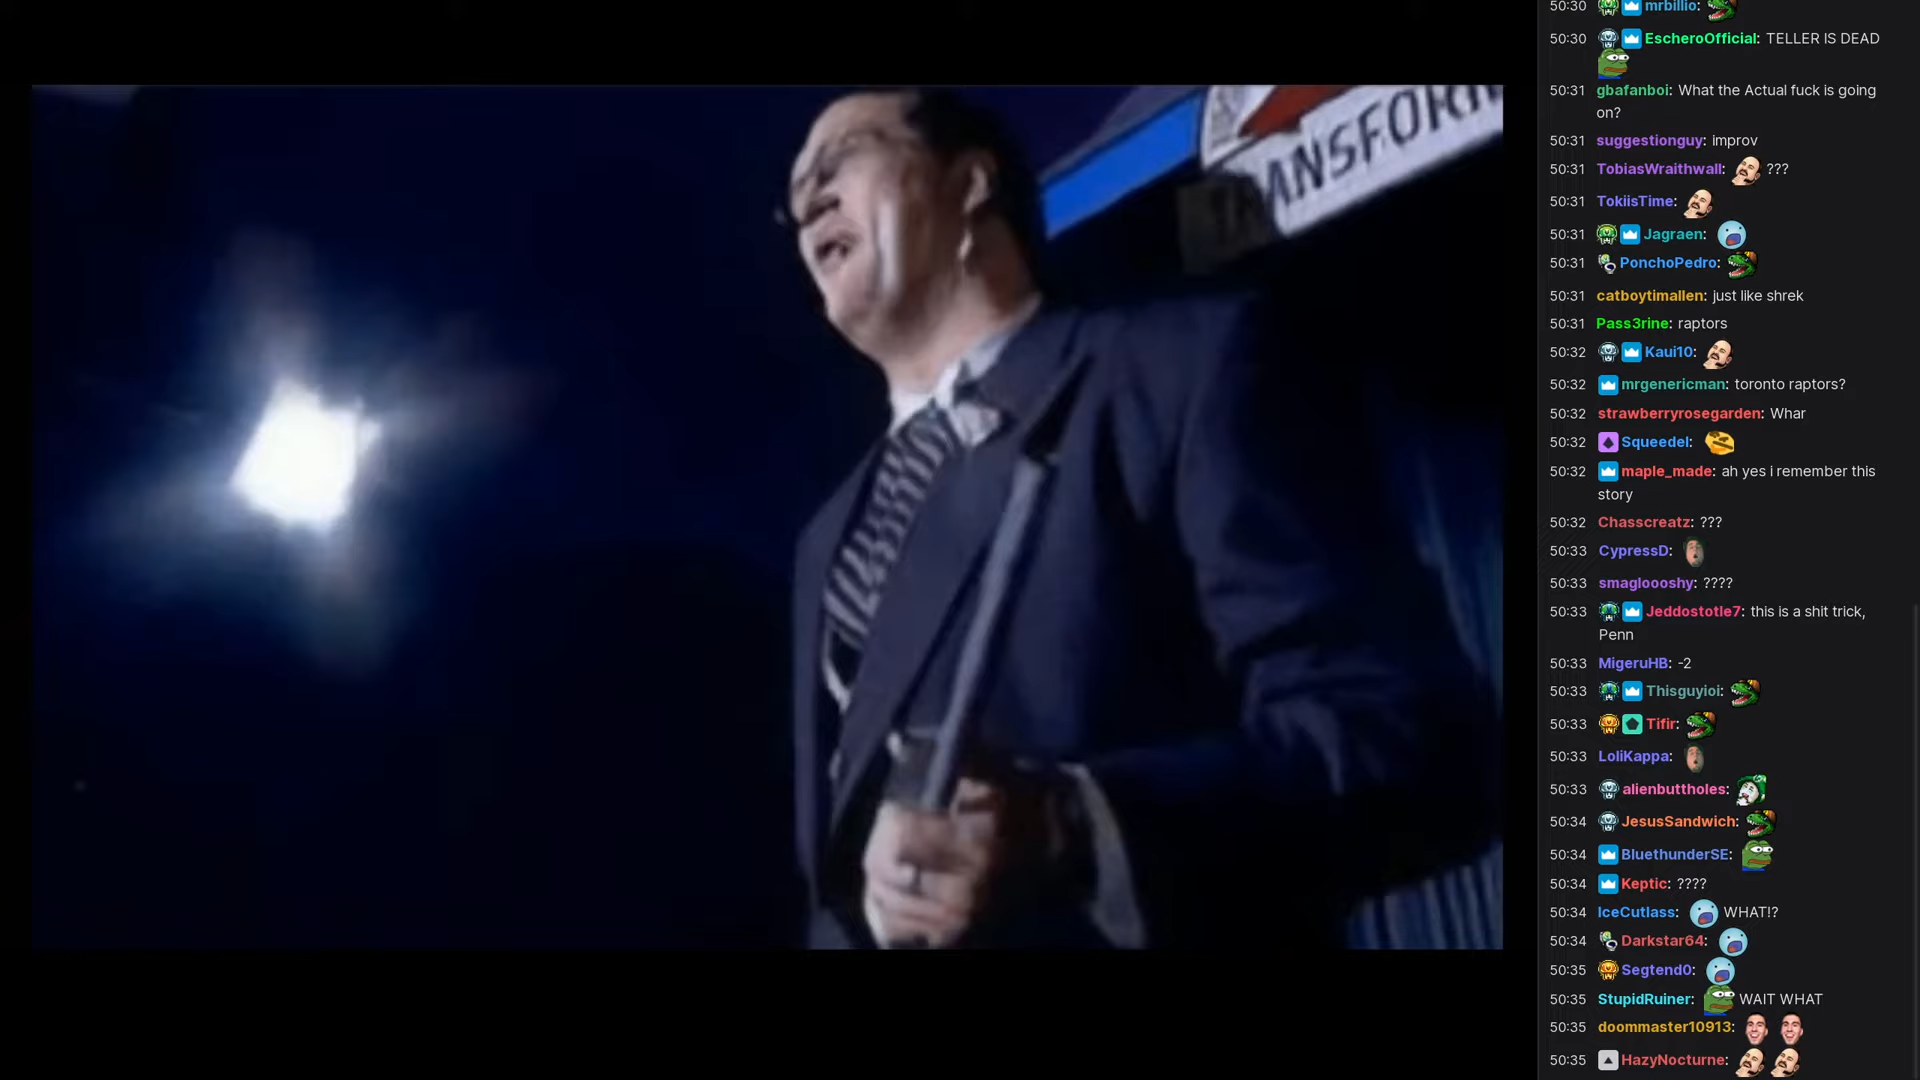 ANSFORM
50:30 mrbillio:
50:30 EscheroOfficial: TELLER IS DEAD
50:31 gbafanboi: What the Actual fuck is going
on?
50:31 suggestionguy: improv
50:31 TobiasWraithwall: ???
50:31 TokiisTime:
50:31 Jagraen:
50:31 PonchoPedro:
50:31 catboytimallen: just like shrek
50:31 Pass3rine: raptors
50:32 Kaui10:
50:32 mrgenericman: toronto raptors?
50:32 strawberryrosegarden: Whar
50:32 Squeedel:
50:32 maple_made: ah yes i remember this
story
50:32 Chasscreatz: ???
50:33 CypressD:
50:33 smagloooshy: ????
50:33 Jeddostotle7: this is a shit trick,
Penn
50:33 MigeruHB: -2
50:33 Thisguyioi:
50:33 Tifir:
50:33 LoliKappa:
50:33 alienbuttholes:
50:34 JesusSandwich:
50:34 BluethunderSE:
50:34 Keptic: ????
50:34 IceCutlass: WHAT!?
50:34 Darkstar64:
50:35 Segtend0:
50:35 StupidRuiner: WAIT WHAT
50:35 doommaster10913:
50:35 HazyNocturne: